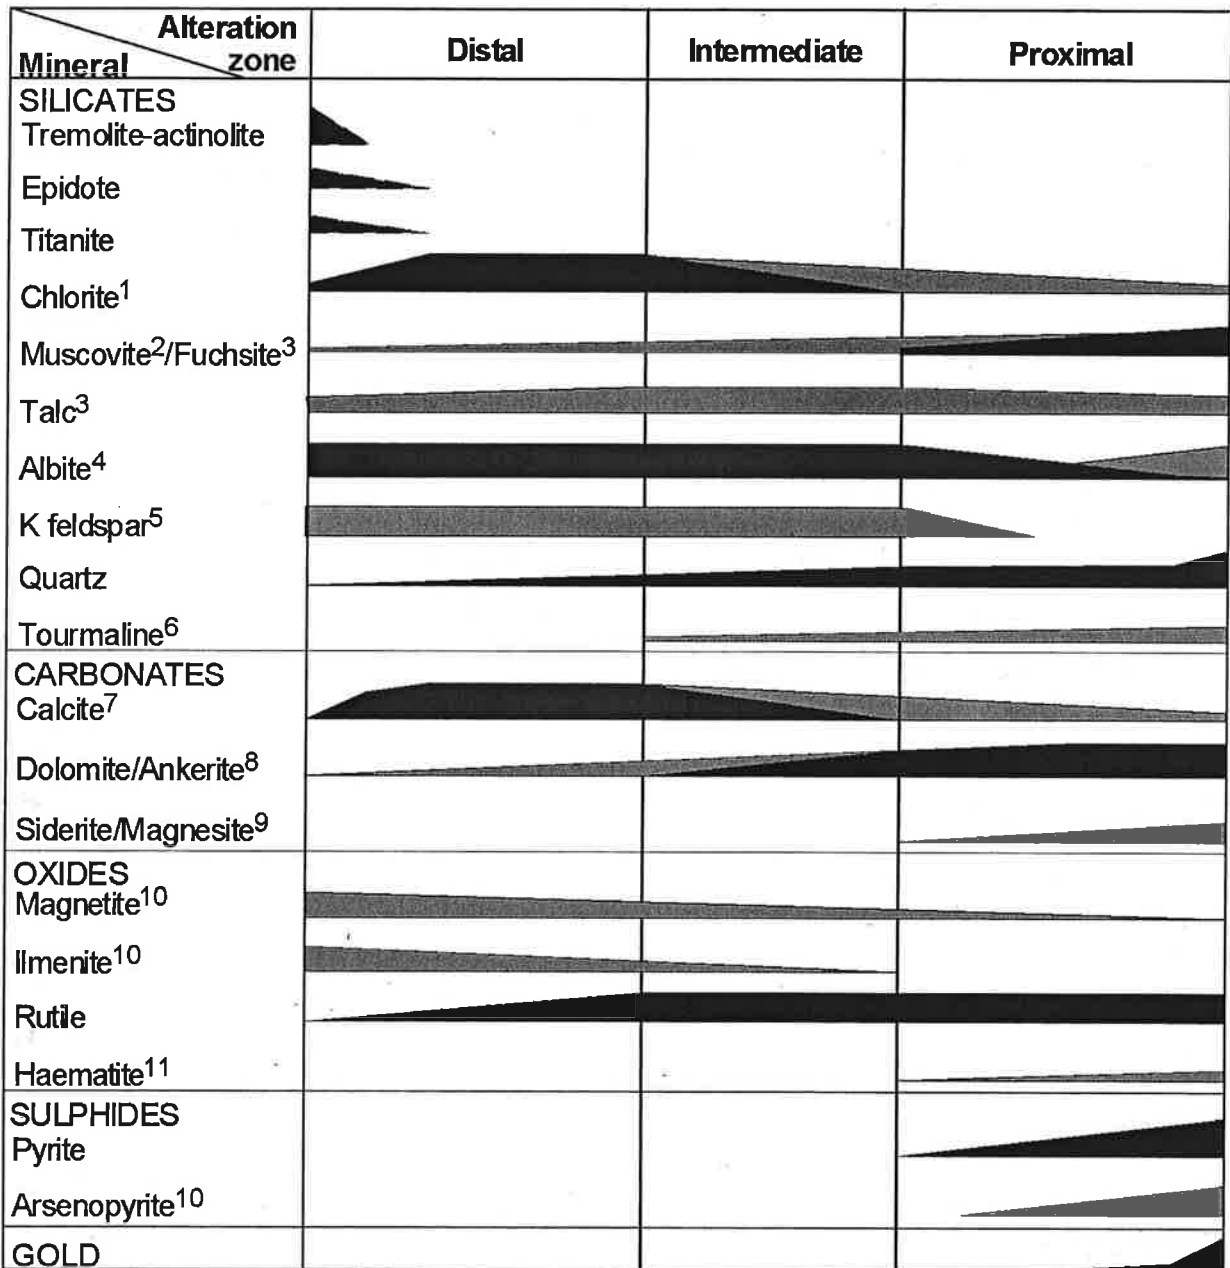 Alteration
zone
Mineral
Distal
Intermediate
Proximal
SILICATES
Tremolite-actinolite
Epidote
Titanite
Chlorite1
Muscovite2/Fuchsite3
Talc3
Albite4
K feldspar5
Quartz
Tourmaline6
CARBONATES
Calcite7
Dolomite/Ankerite8
Siderite/Magnesite9
OXIDES
Magnetite10
Ilmenite10
Rutile
Haematite11
SULPHIDES
Pyrite
Arsenopyrite10
GOLD